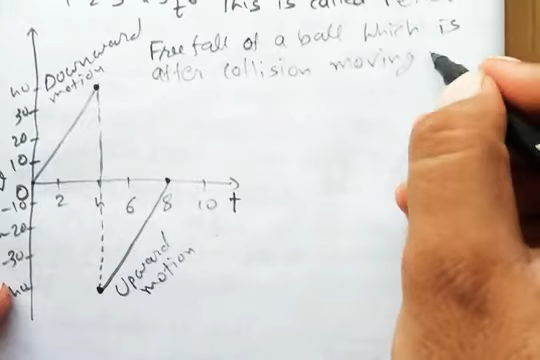 This is called
Free fall of a ball which is
after collision moving
Downward
motion
40
30
20
10
0
2 4 6 8 10 t
-10
-20
-30
Upward
motion